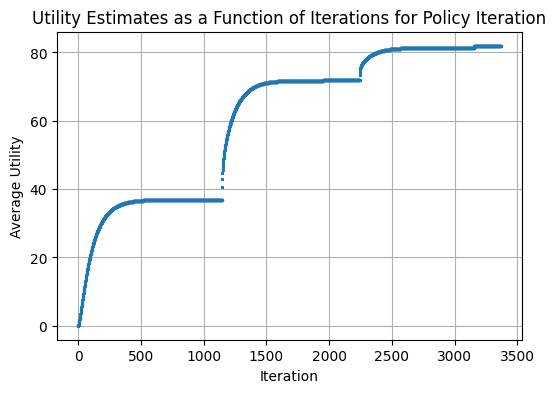 Utility Estimates as a Function of Iterations for Policy Iteration
80
60
40
20
0
Average Utility
0 500 1000 1500 2000 2500 3000 3500
Iteration